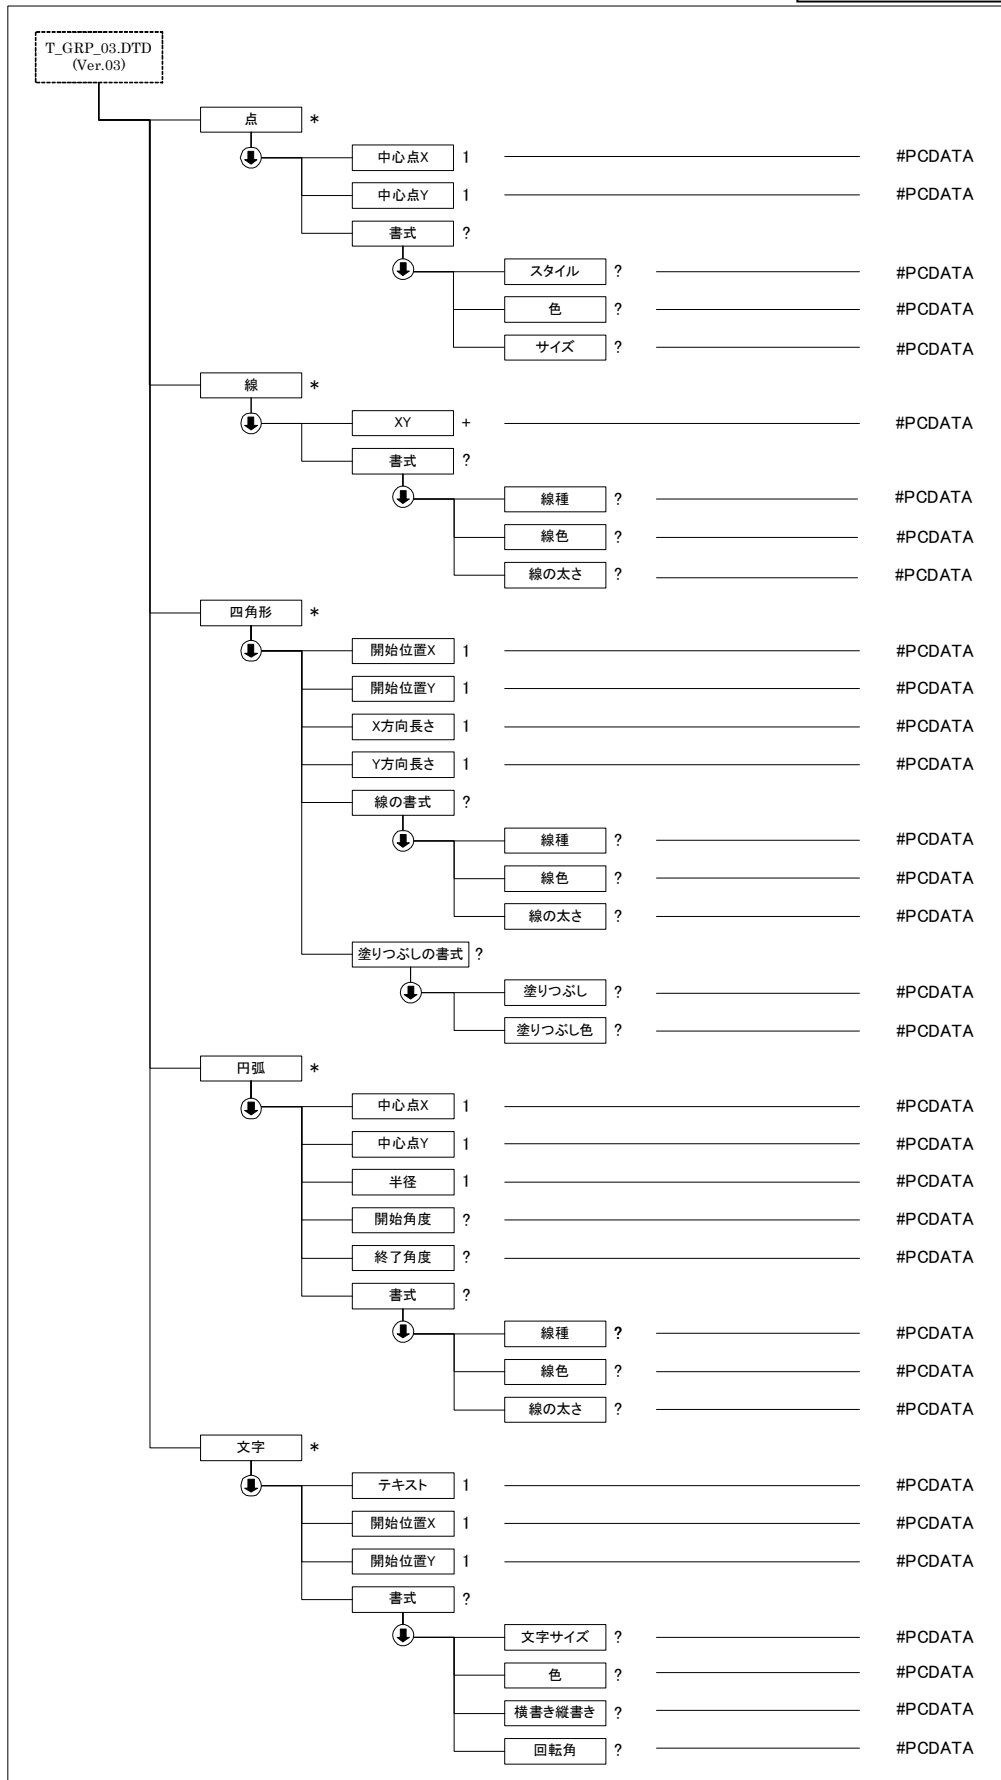 T_GRP_03.DTD
(Ver.03)
点 *
中心点X 1 #PCDATA
中心点Y 1 #PCDATA
書式 ?
スタイル ? #PCDATA
色 ? #PCDATA
サイズ ? #PCDATA
線 *
XY + #PCDATA
書式 ?
線種 ? #PCDATA
線色 ? #PCDATA
線の太さ ? #PCDATA
四角形 *
開始位置X 1 #PCDATA
開始位置Y 1 #PCDATA
X方向長さ 1 #PCDATA
Y方向長さ 1 #PCDATA
線の書式 ?
線種 ? #PCDATA
線色 ? #PCDATA
線の太さ ? #PCDATA
塗りつぶしの書式 ?
塗りつぶし ? #PCDATA
塗りつぶし色 ? #PCDATA
円弧 *
中心点X 1 #PCDATA
中心点Y 1 #PCDATA
半径 1 #PCDATA
開始角度 ? #PCDATA
終了角度 ? #PCDATA
書式 ?
線種 ? #PCDATA
線色 ? #PCDATA
線の太さ ? #PCDATA
文字 *
テキスト 1 #PCDATA
開始位置X 1 #PCDATA
開始位置Y 1 #PCDATA
書式 ?
文字サイズ ? #PCDATA
色 ? #PCDATA
横書き縦書き ? #PCDATA
回転角 ? #PCDATA